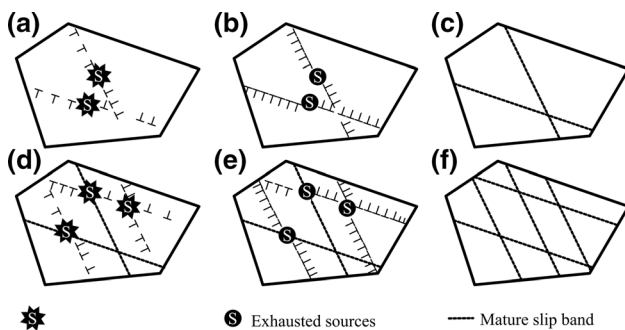 (a) (b) (c)
S S
S S
(d) (e) (f)
S S S S
S S
S S Exhausted sources Mature slip band